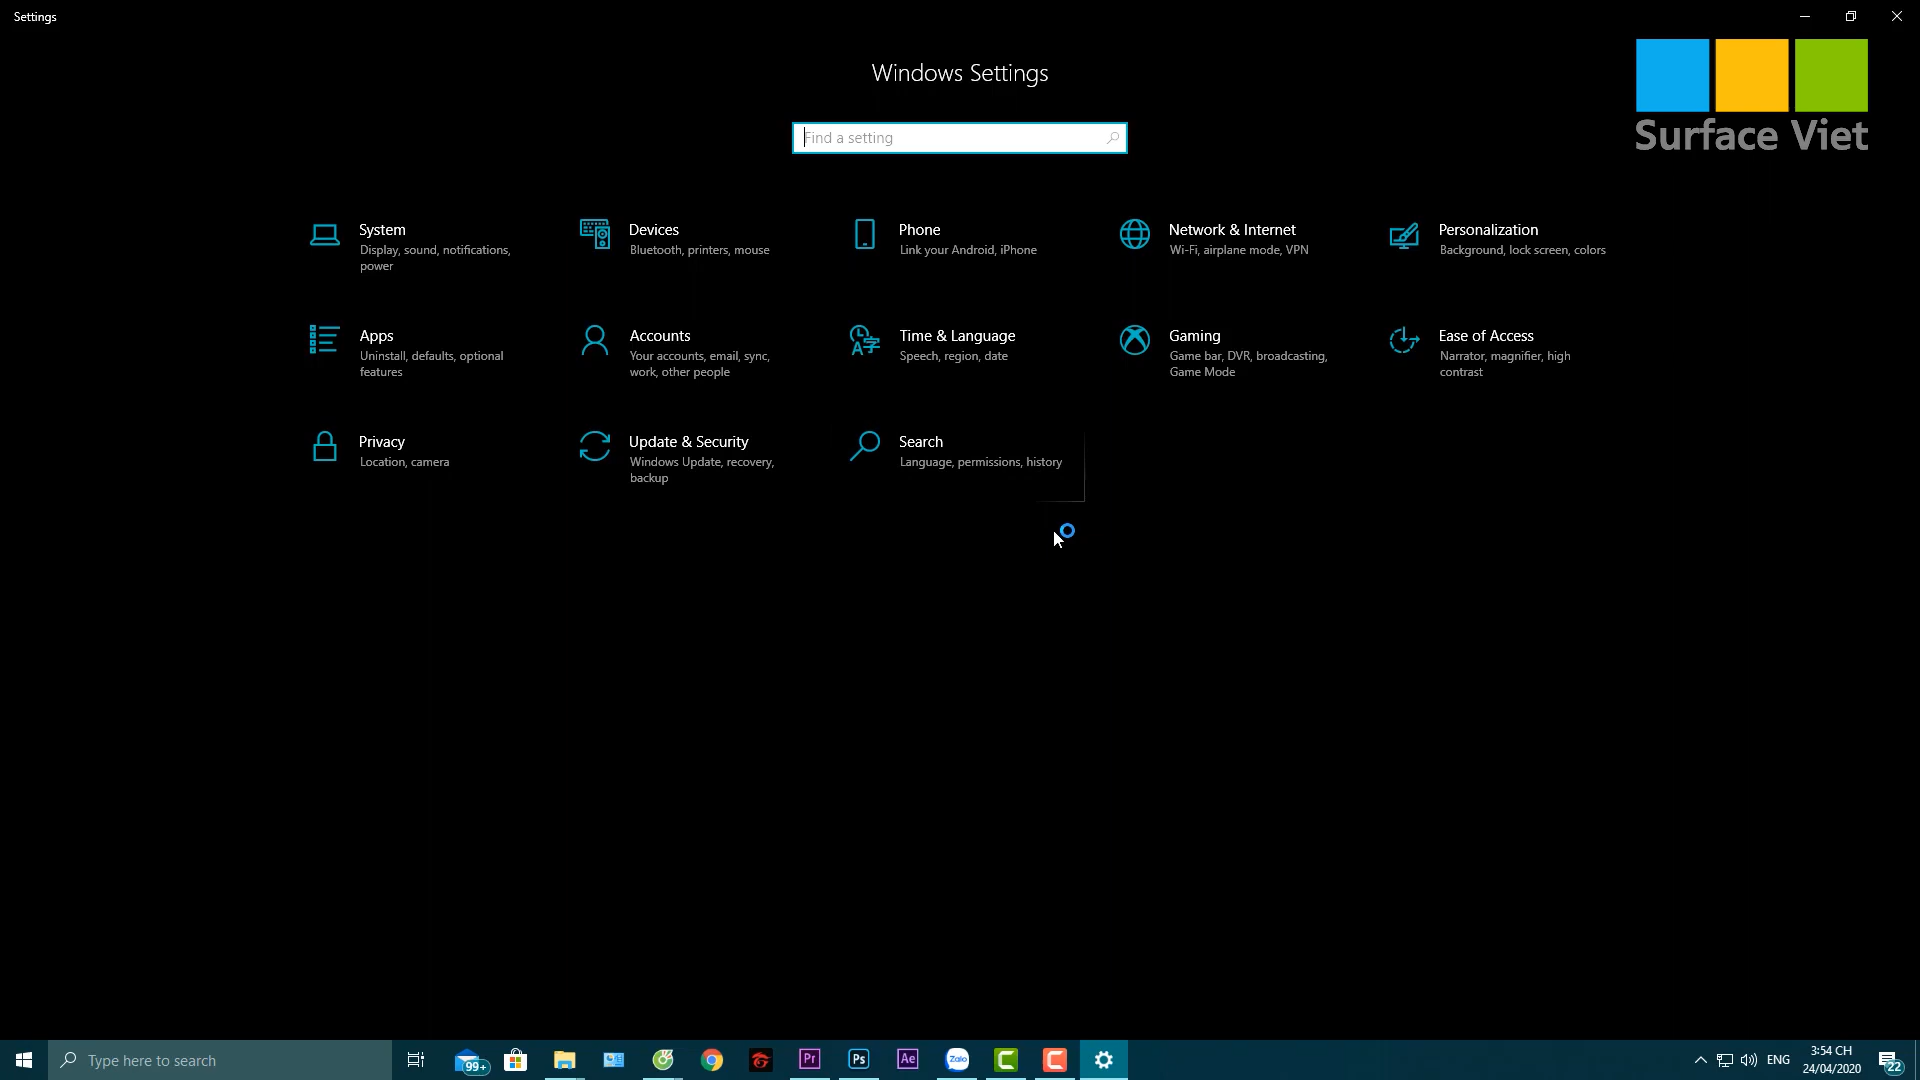 Settings
Windows Settings
Surface Viet
Find a setting
System
Display, sound, notifications,
power
Devices
Bluetooth, printers, mouse
Phone
Link your Android, iPhone
Network & Internet
Wi-Fi, airplane mode, VPN
Personalization
Background, lock screen, colors
Apps
Uninstall, defaults, optional
features
Accounts
Your accounts, email, sync,
work, other people
Time & Language
Speech, region, date
Gaming
Game bar, DVR, broadcasting,
Game Mode
Ease of Access
Narrator, magnifier, high
contrast
Privacy
Location, camera
Update & Security
Windows Update, recovery,
backup
Search
Language, permissions, history
Type here to search
99+
Pr
Ps
Ae
Zalo
ENG
3:54 CH
24/04/2020
22